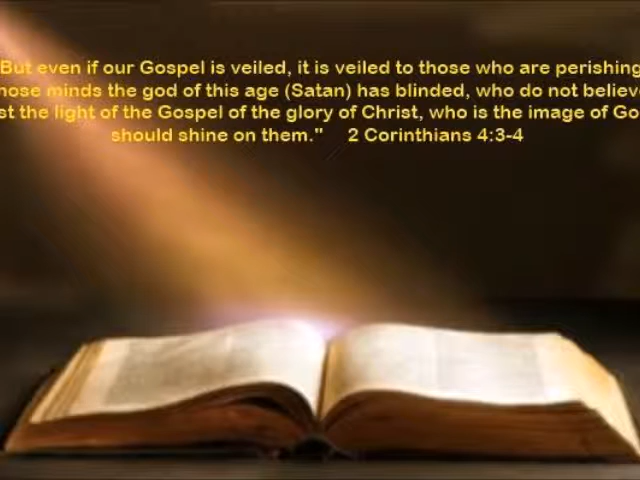 But even if our Gospel is veiled, it is veiled to those who are perishing
hose minds the god of this age (Satan) has blinded, who do not believe
st the light of the Gospel of the glory of Christ, who is the image of Go
should shine on them." 2 Corinthians 4:3-4